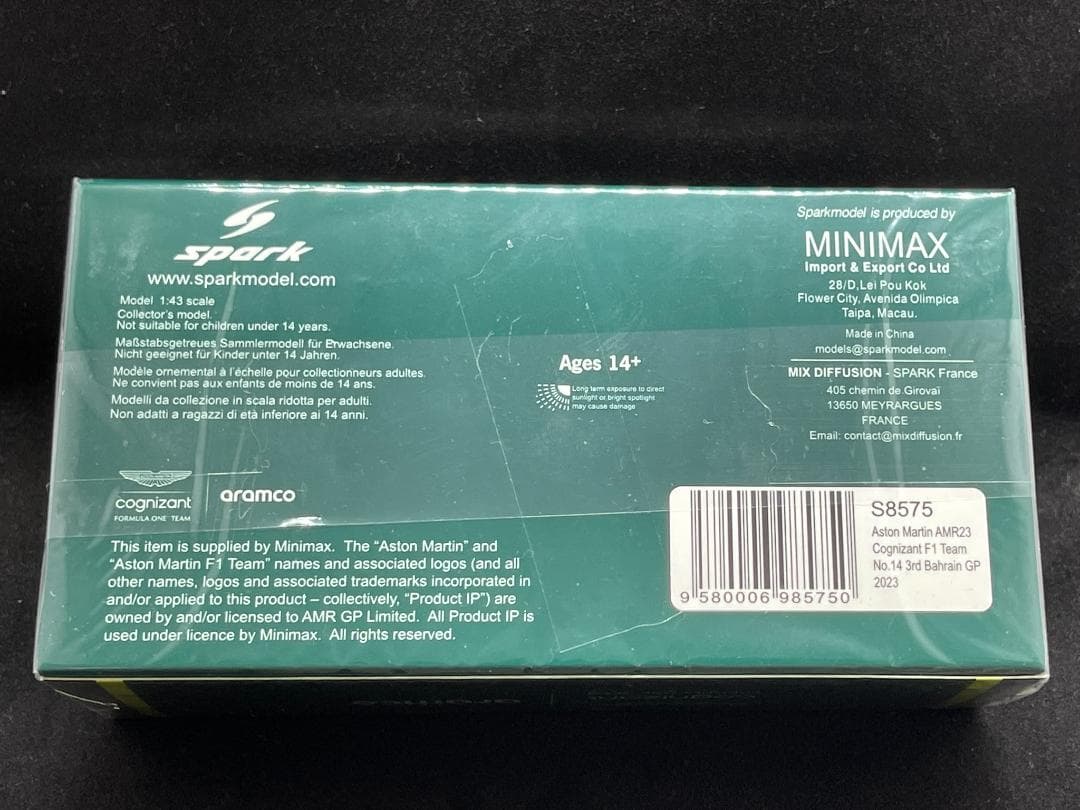 spark
www.sparkmodel.com
Model 1:43 scale
Collector's model.
Not suitable for children under 14 years.
Maßstabsgetreues Sammlermodell für Erwachsene.
Nicht geeignet für Kinder unter 14 Jahren.
Modèle ornemental à l'échelle pour collectionneurs adultes.
Ne convient pas aux enfants de moins de 14 ans.
Modelli da collezione in scala ridotta per adulti.
Non adatti a ragazzi di età inferiore ai 14 anni.
cognizant
FORMULA ONE TEAM
aramco
This item is supplied by Minimax. The "Aston Martin" and
"Aston Martin F1 Team" names and associated logos (and all
other names, logos and associated trademarks incorporated in
and/or applied to this product – collectively, "Product IP") are
owned by and/or licensed to AMR GP Limited. All Product IP is
used under licence by Minimax. All rights reserved.
Ages 14+
Long term exposure to direct
sunlight or bright spotlight
may cause damage
Sparkmodel is produced by
MINIMAX
Import & Export Co Ltd
28/D,Lei Pou Kok
Flower City, Avenida Olimpica
Taipa, Macau.
Made in China
models@sparkmodel.com
MIX DIFFUSION - SPARK France
405 chemin de Girovaï
13650 MEYRARGUES
FRANCE
Email: contact@mixdiffusion.fr
S8575
Aston Martin AMR23
Cognizant F1 Team
No.14 3rd Bahrain GP
2023
9 580006 985750